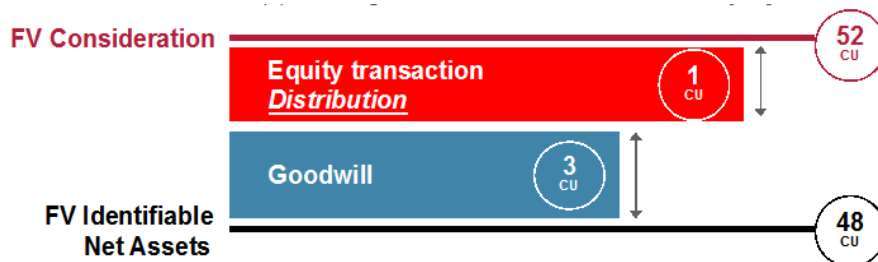 FV Consideration
52
CU
Equity transaction
Distribution
1
CU
Goodwill
3
CU
FV Identifiable
Net Assets
48
CU